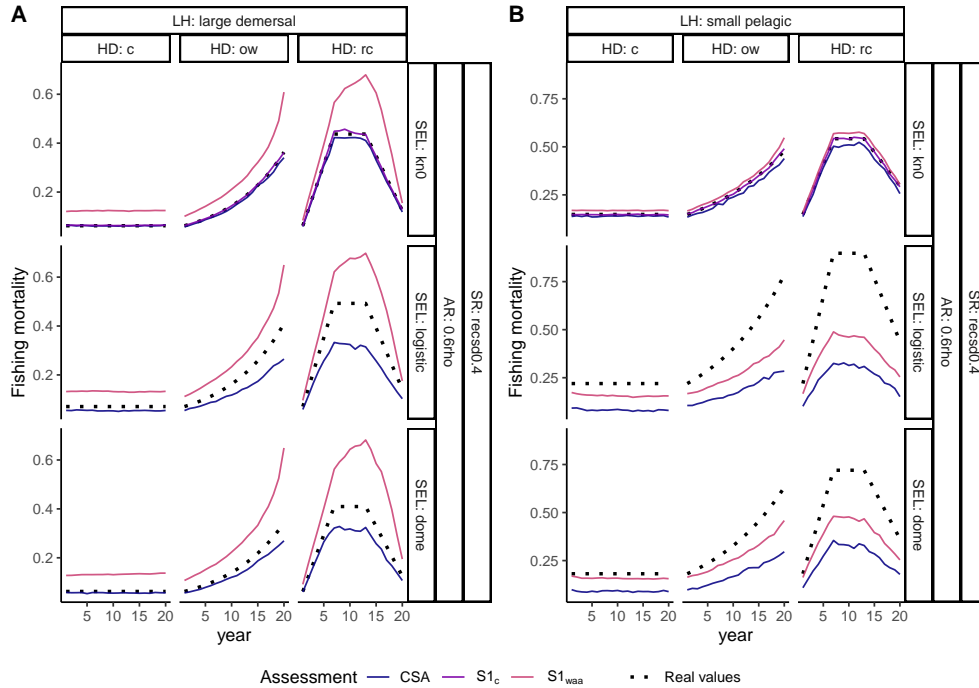 A
LH: large demersal
HD: c
HD: ow
HD: rc
Fishing mortality
0.6
0.4
0.2
SEL: kn0
0.6
0.4
0.2
SEL: logistic
0.6
0.4
0.2
SEL: dome
AR: 0.6rho
SR: recsd0.4
5 10 15 20
5 10 15 20
5 10 15 20
year
B
LH: small pelagic
HD: c
HD: ow
HD: rc
Fishing mortality
0.75
0.50
0.25
SEL: kn0
0.75
0.50
0.25
SEL: logistic
0.75
0.50
0.25
SEL: dome
AR: 0.6rho
SR: recsd0.4
5 10 15 20
5 10 15 20
5 10 15 20
year
Assessment CSA S1c S1waa Real values